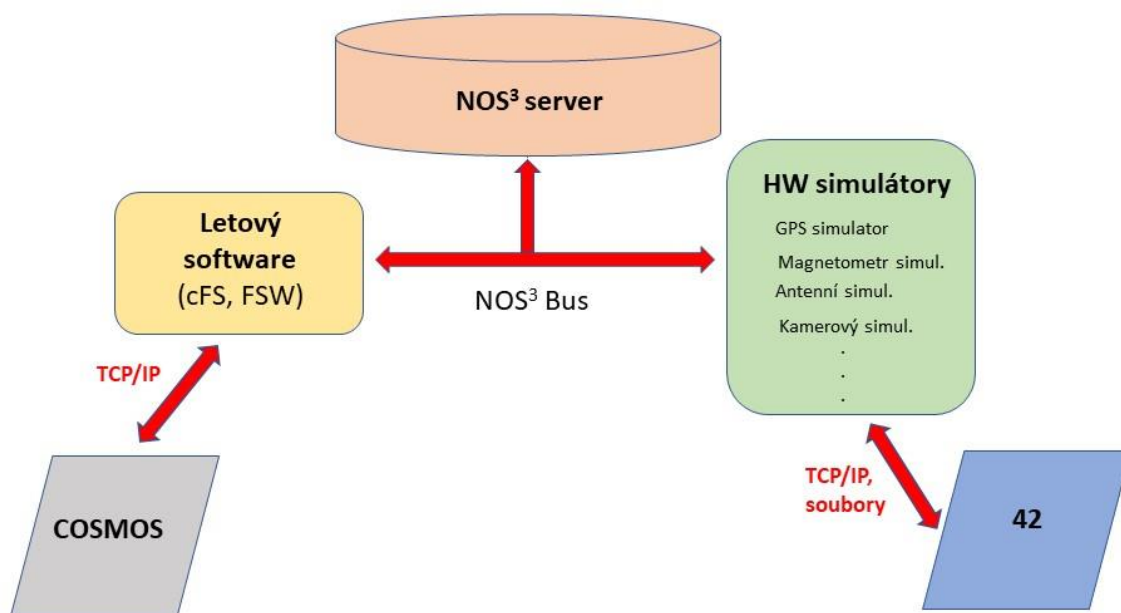 NOS³ server
Letový
software
(cFS, FSW)
NOS³ Bus
HW simulátory
GPS simulator
Magnetometr simul.
Antenní simul.
Kamerový simul.
.
.
.
TCP/IP
COSMOS
TCP/IP,
soubory
42